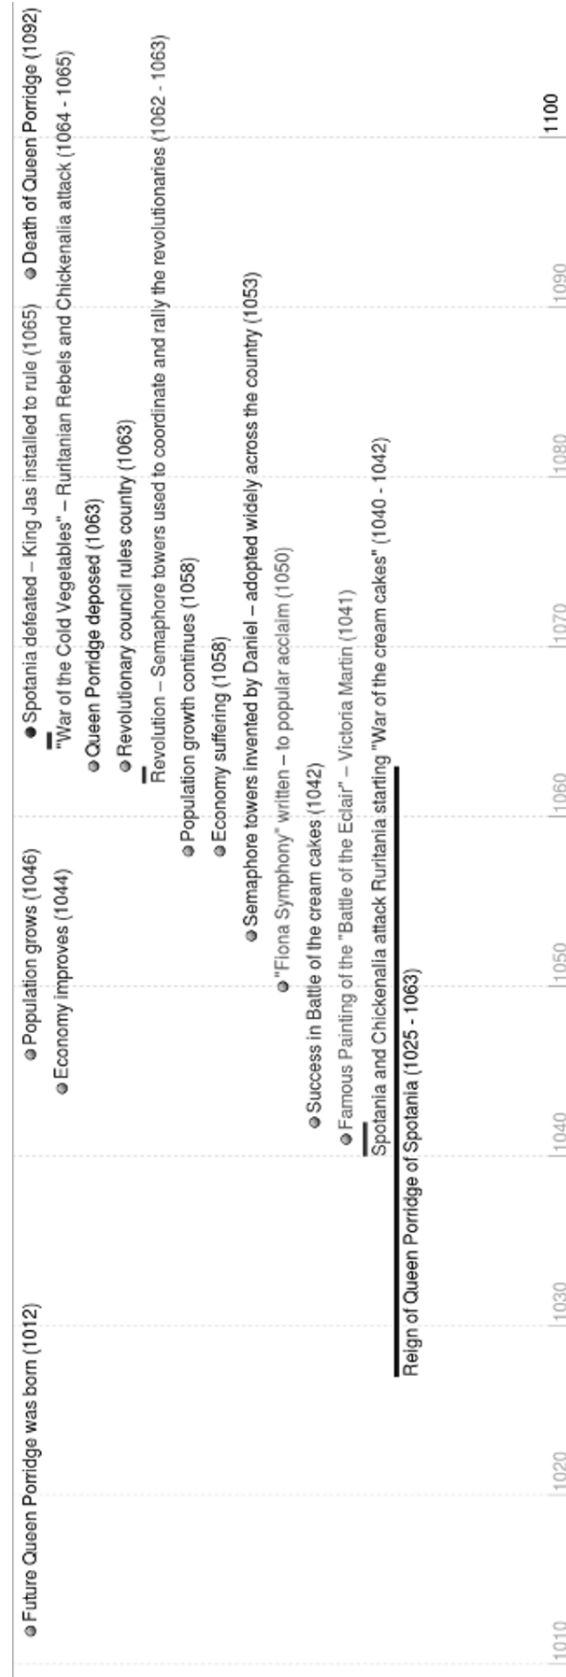 Future Queen Porridge was born (1012)
Population grows (1046)
Spotania defeated – King Jas installed to rule (1065)
Death of Queen Porridge (1092)
Economy improves (1044)
"War of the Cold Vegetables" – Ruritanian Rebels and Chickenalia attack (1064 - 1065)
Queen Porridge deposed (1063)
Revolutionary council rules country (1063)
Revolution – Semaphore towers used to coordinate and rally the revolutionaries (1062 - 1063)
Population growth continues (1058)
Economy suffering (1058)
Semaphore towers invented by Daniel – adopted widely across the country (1053)
"Fiona Symphony" written – to popular acclaim (1050)
Success in Battle of the cream cakes (1042)
Famous Painting of the "Battle of the Eclair" – Victoria Martin (1041)
Spotania and Chickenalia attack Ruritania starting "War of the cream cakes" (1040 - 1042)
Reign of Queen Porridge of Spotania (1025 - 1063)
1010 1020 1030 1040 1050 1060 1070 1080 1090 1100